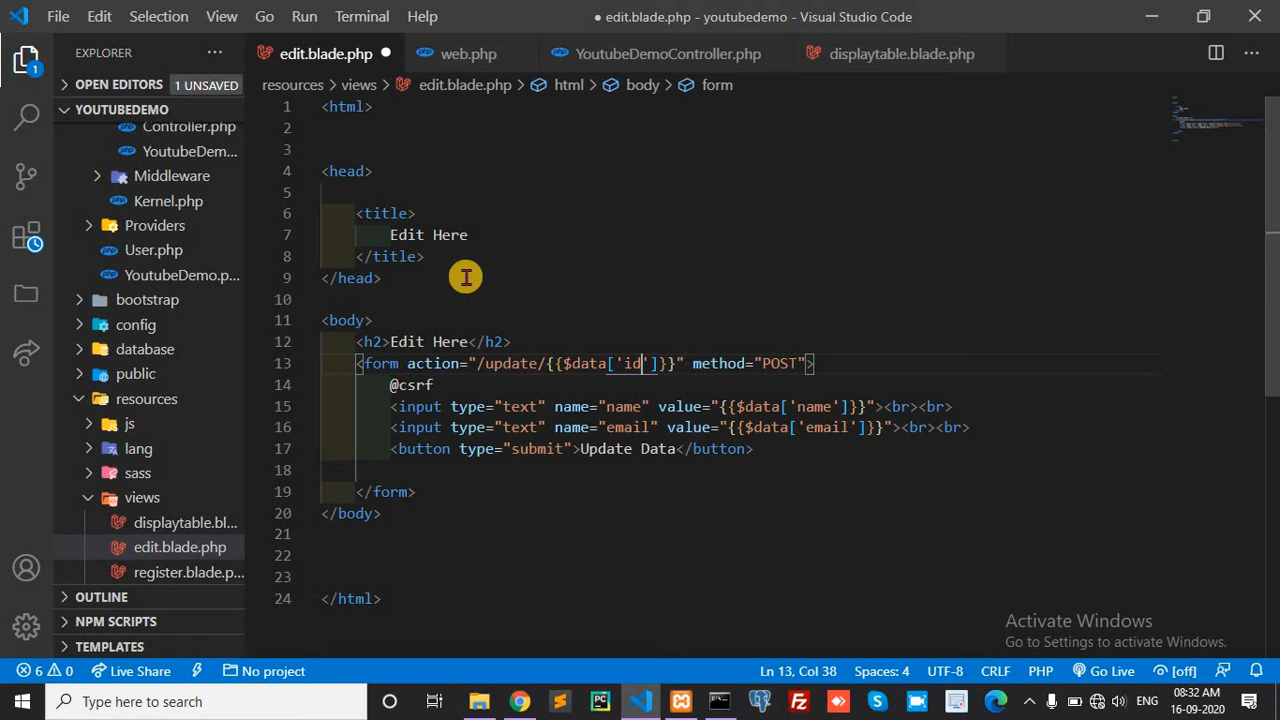 File Edit Selection View Go Run Terminal Help
● edit.blade.php - youtubedemo - Visual Studio Code
EXPLORER
edit.blade.php
web.php
YoutubeDemoController.php
displaytable.blade.php
OPEN EDITORS 1 UNSAVED
resources > views > edit.blade.php > html > body > form
YOUTUBEDEMO
Controller.php
YoutubeDem...
Middleware
Kernel.php
Providers
User.php
YoutubeDemo.p...
bootstrap
config
database
public
resources
js
lang
sass
views
displaytable.bl...
edit.blade.php
register.blade.p...
OUTLINE
NPM SCRIPTS
TEMPLATES
1
1 <html>
2
3
4 <head>
5
6 <title>
7 Edit Here
8 </title>
9 </head>
10
11 <body>
12 <h2>Edit Here</h2>
13 <form action="/update/{{$data['id']}}" method="POST">
14 @csrf
15 <input type="text" name="name" value="{{$data['name']}}"><br><br>
16 <input type="text" name="email" value="{{$data['email']}}"><br><br>
17 <button type="submit">Update Data</button>
18
19 </form>
20 </body>
21
22
23
24 </html>
Activate Windows
Go to Settings to activate Windows.
6 0 Live Share No project Ln 13, Col 38 Spaces: 4 UTF-8 CRLF PHP Go Live [off]
Type here to search
ENG
08:32 AM
16-09-2020